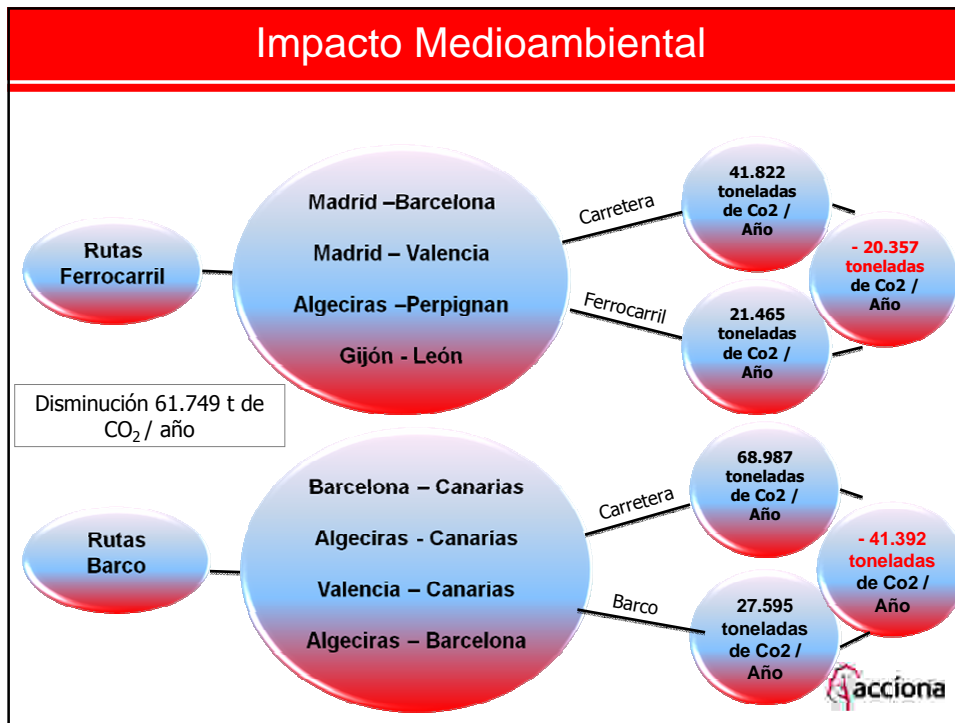 Impacto Medioambiental
Rutas
Ferrocarril
Madrid –Barcelona
Madrid – Valencia
Algeciras –Perpignan
Gijón - León
Carretera
Ferrocarril
41.822
toneladas
de Co2 /
Año
21.465
toneladas
de Co2 /
Año
- 20.357
toneladas
de Co2 /
Año
Disminución 61.749 t de
CO2 / año
Rutas
Barco
Barcelona – Canarias
Algeciras - Canarias
Valencia – Canarias
Algeciras – Barcelona
Carretera
Barco
68.987
toneladas
de Co2 /
Año
27.595
toneladas
de Co2 /
Año
- 41.392
toneladas
de Co2 /
Año
acciona